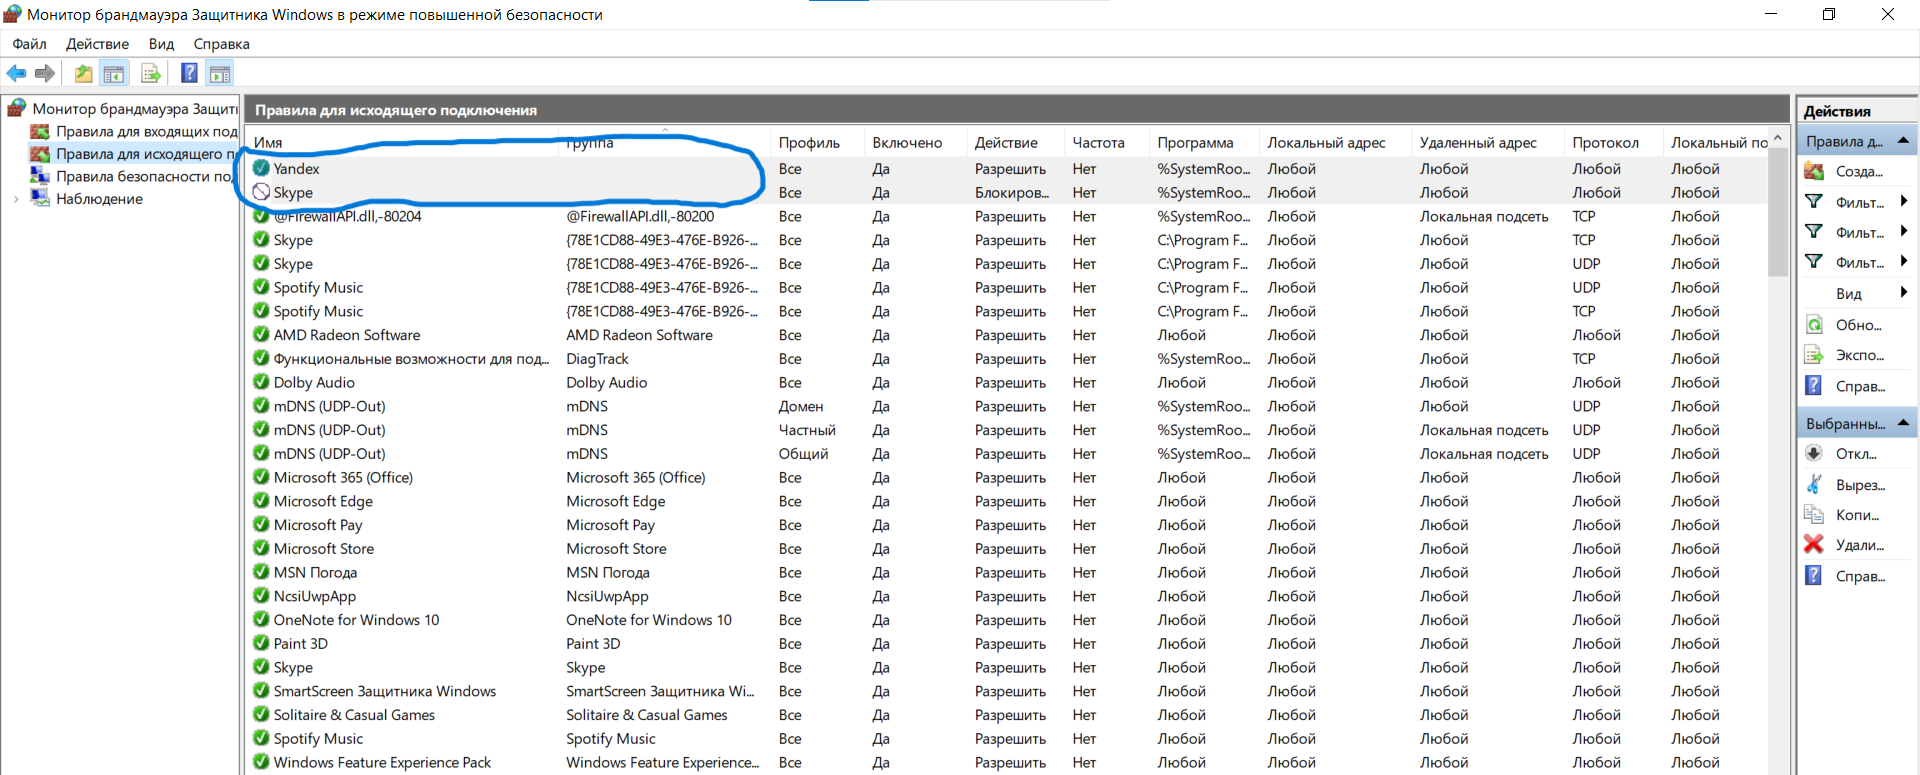 Монитор брандмауэра Защитника Windows в режиме повышенной безопасности
Файл Действие Вид Справка
Монитор брандмауэра Защитн
Правила для входящих под
Правила для исходящего п
Правила безопасности под
Наблюдение
Правила для исходящего подключения
Имя Группа Профиль Включено Действие Частота Программа Локальный адрес Удаленный адрес Протокол Локальный по
Yandex Все Да Разрешить Нет %SystemRoo... Любой Любой Любой Любой
Skype Все Да Блокиров... Нет %SystemRoo... Любой Любой Любой Любой
@FirewallAPI.dll,-80204 @FirewallAPI.dll,-80200 Все Да Разрешить Нет %SystemRoo... Любой Локальная подсеть TCP Любой
Skype {78E1CD88-49E3-476E-B926-... Все Да Разрешить Нет C:\Program F... Любой Любой TCP Любой
Skype {78E1CD88-49E3-476E-B926-... Все Да Разрешить Нет C:\Program F... Любой Любой UDP Любой
Spotify Music {78E1CD88-49E3-476E-B926-... Все Да Разрешить Нет C:\Program F... Любой Любой UDP Любой
Spotify Music {78E1CD88-49E3-476E-B926-... Все Да Разрешить Нет C:\Program F... Любой Любой TCP Любой
AMD Radeon Software AMD Radeon Software Все Да Разрешить Нет Любой Любой Любой Любой Любой
Функциональные возможности для под... DiagTrack Все Да Разрешить Нет %SystemRoo... Любой Любой TCP Любой
Dolby Audio Dolby Audio Все Да Разрешить Нет Любой Любой Любой Любой Любой
mDNS (UDP-Out) mDNS Домен Да Разрешить Нет %SystemRoo... Любой Любой UDP Любой
mDNS (UDP-Out) mDNS Частный Да Разрешить Нет %SystemRoo... Любой Локальная подсеть UDP Любой
mDNS (UDP-Out) mDNS Общий Да Разрешить Нет %SystemRoo... Любой Локальная подсеть UDP Любой
Microsoft 365 (Office) Microsoft 365 (Office) Все Да Разрешить Нет Любой Любой Любой Любой Любой
Microsoft Edge Microsoft Edge Все Да Разрешить Нет Любой Любой Любой Любой Любой
Microsoft Pay Microsoft Pay Все Да Разрешить Нет Любой Любой Любой Любой Любой
Microsoft Store Microsoft Store Все Да Разрешить Нет Любой Любой Любой Любой Любой
MSN Погода MSN Погода Все Да Разрешить Нет Любой Любой Любой Любой Любой
NcsiUwpApp NcsiUwpApp Все Да Разрешить Нет Любой Любой Любой Любой Любой
OneNote for Windows 10 OneNote for Windows 10 Все Да Разрешить Нет Любой Любой Любой Любой Любой
Paint 3D Paint 3D Все Да Разрешить Нет Любой Любой Любой Любой Любой
Skype Skype Все Да Разрешить Нет Любой Любой Любой Любой Любой
SmartScreen Защитника Windows SmartScreen Защитника Wi... Все Да Разрешить Нет Любой Любой Любой Любой Любой
Solitaire & Casual Games Solitaire & Casual Games Все Да Разрешить Нет Любой Любой Любой Любой Любой
Spotify Music Spotify Music Все Да Разрешить Нет Любой Любой Любой Любой Любой
Windows Feature Experience Pack Windows Feature Experience... Все Да Разрешить Нет Любой Любой Любой Любой Любой
Действия
Правила д...
Созда...
Фильт...
Фильт...
Фильт...
Вид
Обно...
Экспо...
Справ...
Выбранны...
Откл...
Вырез...
Копи...
Удали...
Справ...